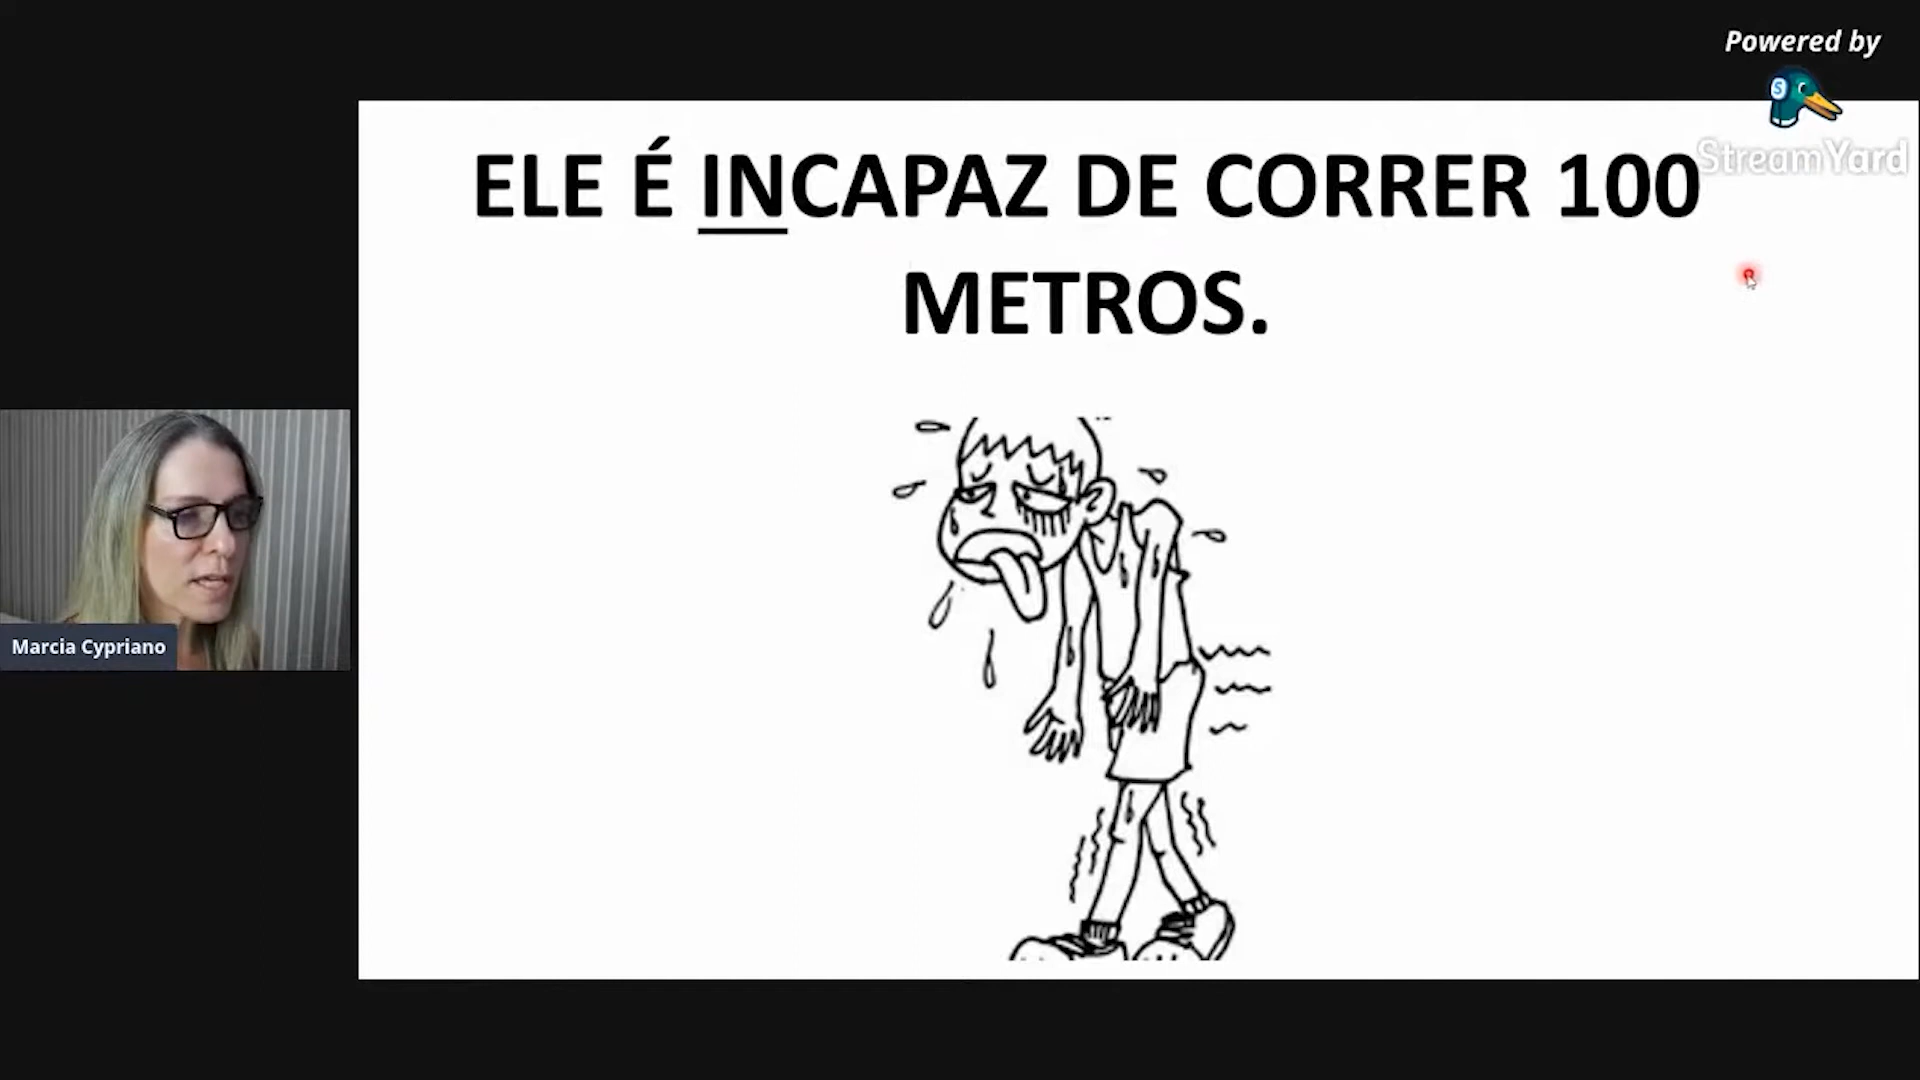 Powered by
StreamYard
ELE É INCAPAZ DE CORRER 100
METROS.
Marcia Cypriano